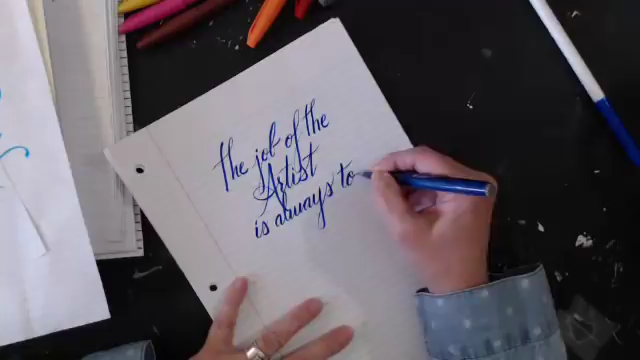 the job of the
Artist
is always to